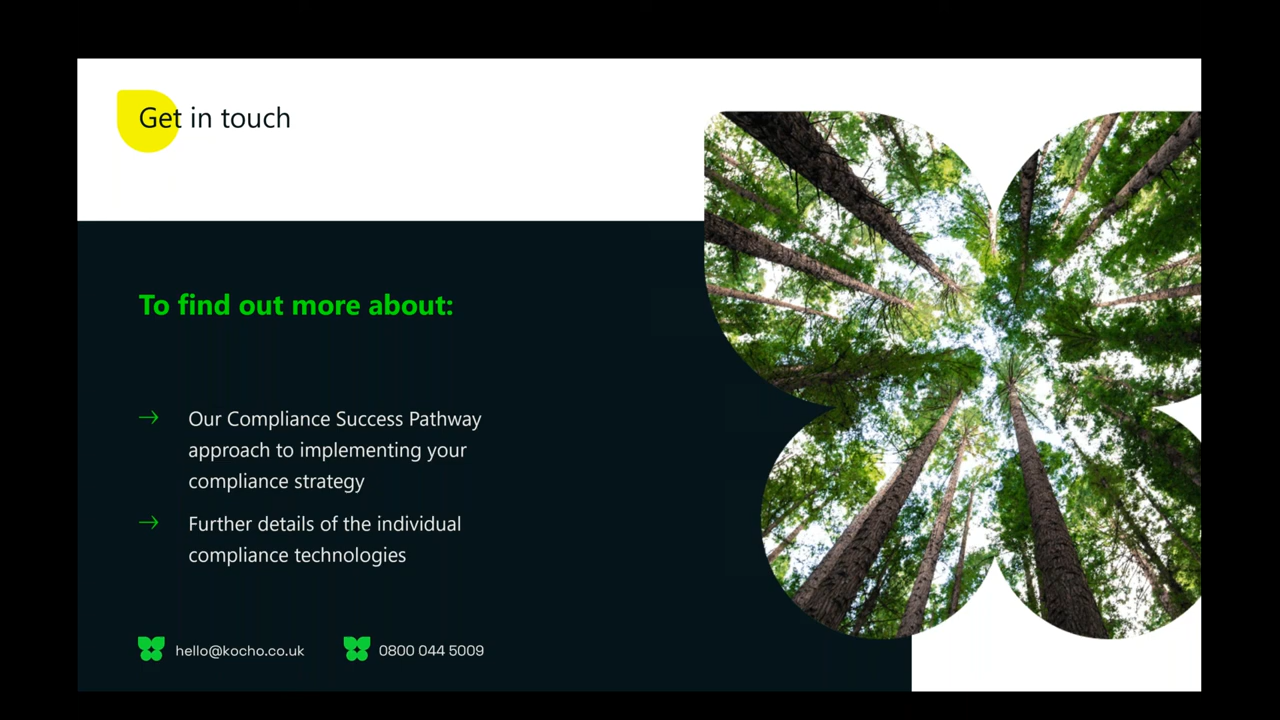 Get in touch
To find out more about:
→ Our Compliance Success Pathway
approach to implementing your
compliance strategy
→ Further details of the individual
compliance technologies
hello@kocho.co.uk 0800 044 5009